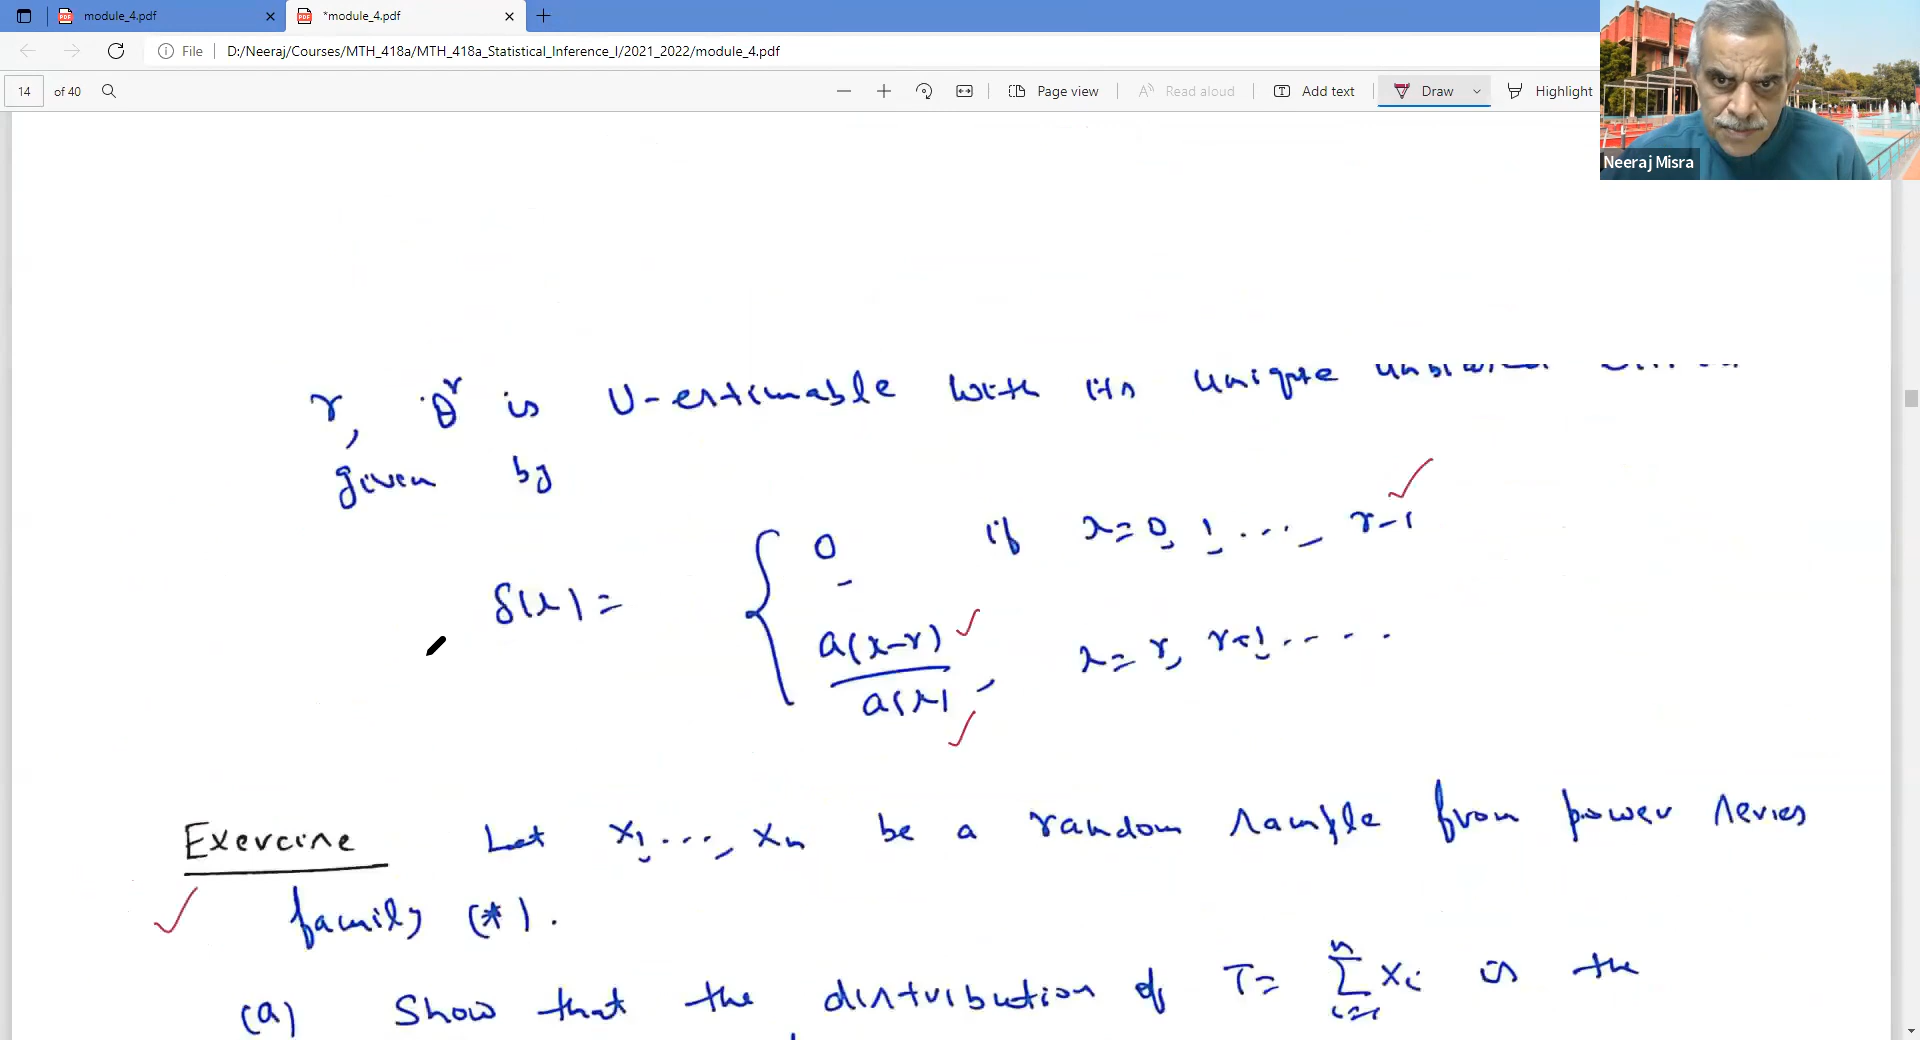 module_4.pdf
*module_4.pdf
File D:/Neeraj/Courses/MTH_418a/MTH_418a_Statistical_Inference_I/2021_2022/module_4.pdf
14 of 40 Page view Read aloud Add text Draw Highlight
Neeraj Misra
r, θ^r is U-estimable with its unique unbiased
given by
δ(x) = { 0 if x = 0, 1, ..., r-1
a(x-r)/a(x), x = r, r+1, ....
Exercise Let X1, ..., Xn be a random sample from power series
family (*).
(a) Show that the distribution of T = Σ_{i=1}^{n} Xi is the